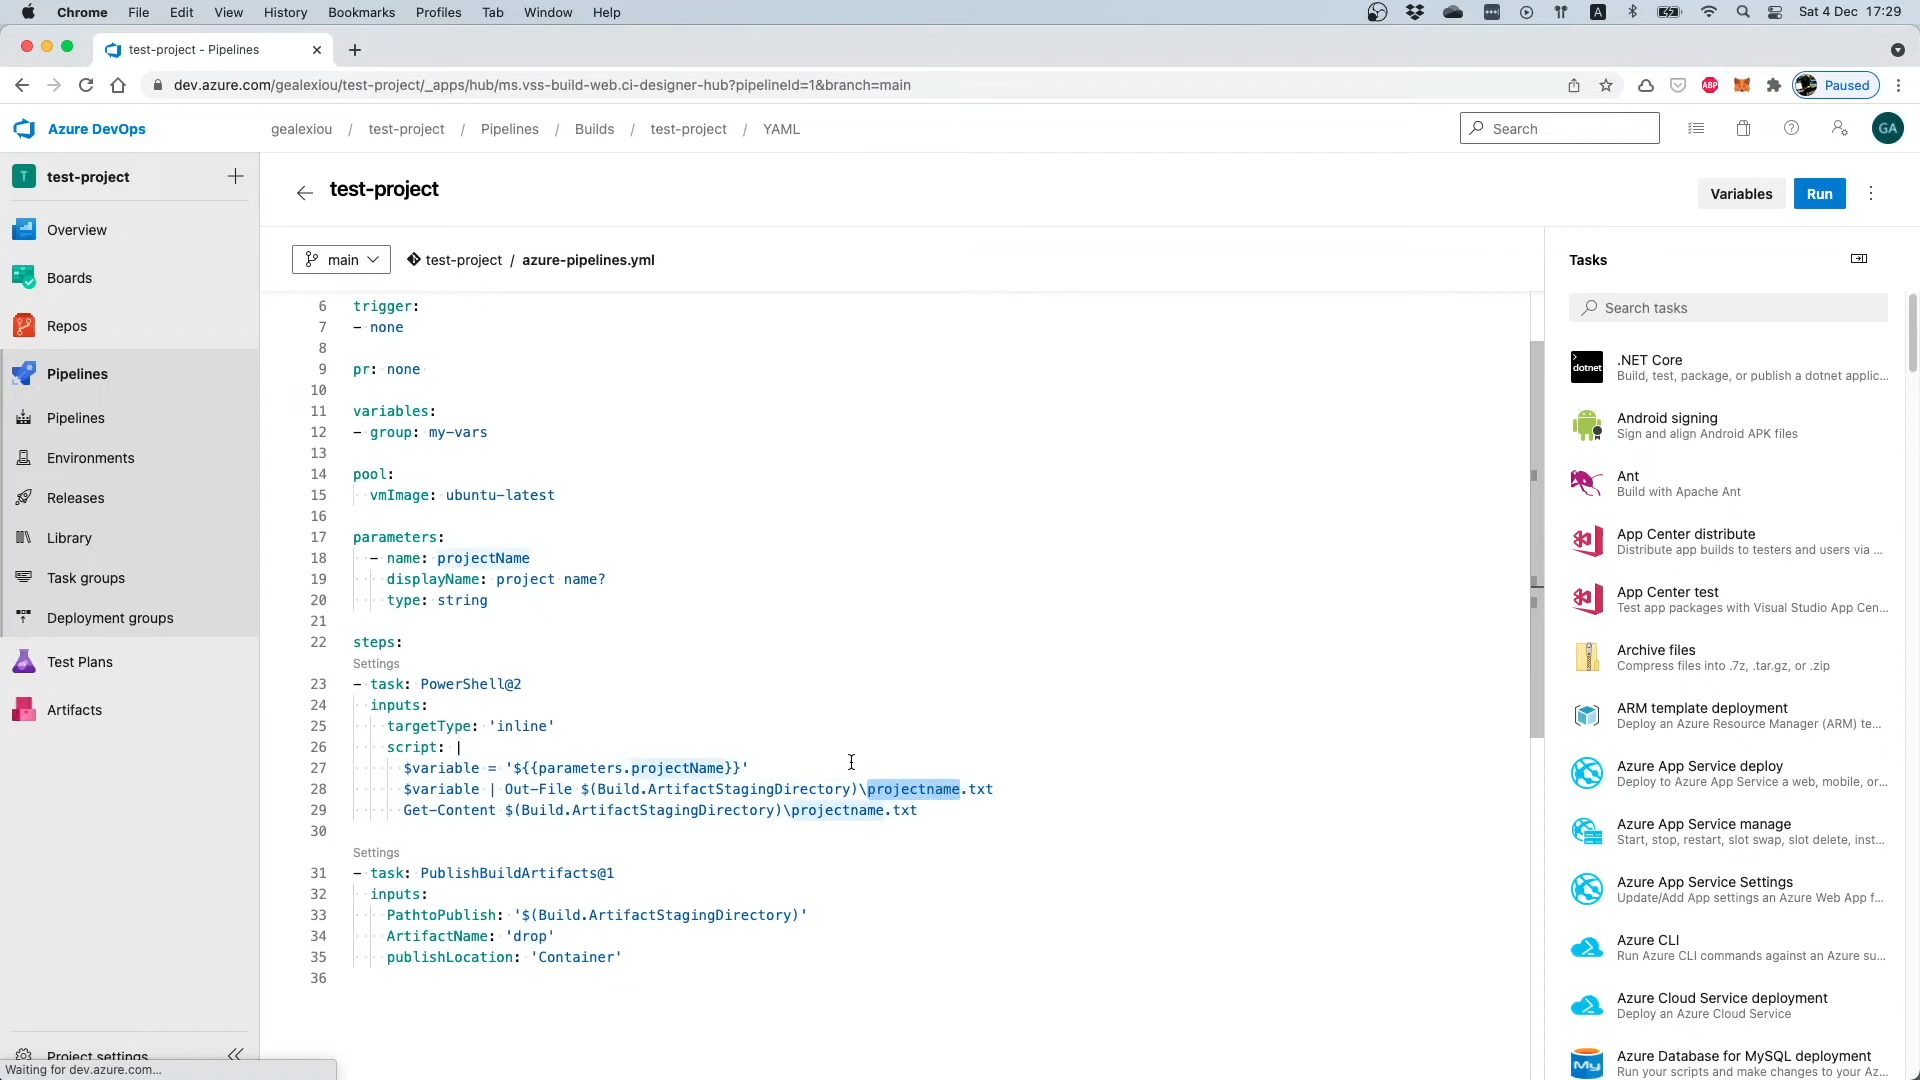 Chrome File Edit View History Bookmarks Profiles Tab Window Help A Sat 4 Dec 17:29
test-project - Pipelines
dev.azure.com/gealexiou/test-project/_apps/hub/ms.vss-build-web.ci-designer-hub?pipelineId=1&branch=main ABP Paused
Azure DevOps gealexiou / test-project / Pipelines / Builds / test-project / YAML Search GA
T test-project
test-project Variables Run
Overview
Boards
Repos
Pipelines
Pipelines
Environments
Releases
Library
Task groups
Deployment groups
Test Plans
Artifacts
Project settings
Waiting for dev.azure.com...
main test-project / azure-pipelines.yml
6 trigger:
7 - none
8
9 pr: none
10
11 variables:
12 - group: my-vars
13
14 pool:
15 vmImage: ubuntu-latest
16
17 parameters:
18 - name: projectName
19 displayName: project name?
20 type: string
21
22 steps:
Settings
23 - task: PowerShell@2
24 inputs:
25 targetType: 'inline'
26 script: |
27 $variable = '${{parameters.projectName}}'
28 $variable | Out-File $(Build.ArtifactStagingDirectory)\projectname.txt
29 Get-Content $(Build.ArtifactStagingDirectory)\projectname.txt
30
Settings
31 - task: PublishBuildArtifacts@1
32 inputs:
33 PathtoPublish: '$(Build.ArtifactStagingDirectory)'
34 ArtifactName: 'drop'
35 publishLocation: 'Container'
36
Tasks
Search tasks
dotnet
.NET Core
Build, test, package, or publish a dotnet applic...
Android signing
Sign and align Android APK files
Ant
Build with Apache Ant
App Center distribute
Distribute app builds to testers and users via ...
App Center test
Test app packages with Visual Studio App Cen...
Archive files
Compress files into .7z, .tar.gz, or .zip
ARM template deployment
Deploy an Azure Resource Manager (ARM) te...
Azure App Service deploy
Deploy to Azure App Service a web, mobile, or...
Azure App Service manage
Start, stop, restart, slot swap, slot delete, inst...
Azure App Service Settings
Update/Add App settings an Azure Web App f...
Azure CLI
Run Azure CLI commands against an Azure su...
Azure Cloud Service deployment
Deploy an Azure Cloud Service
My
Azure Database for MySQL deployment
Run your scripts and make changes to your Az...